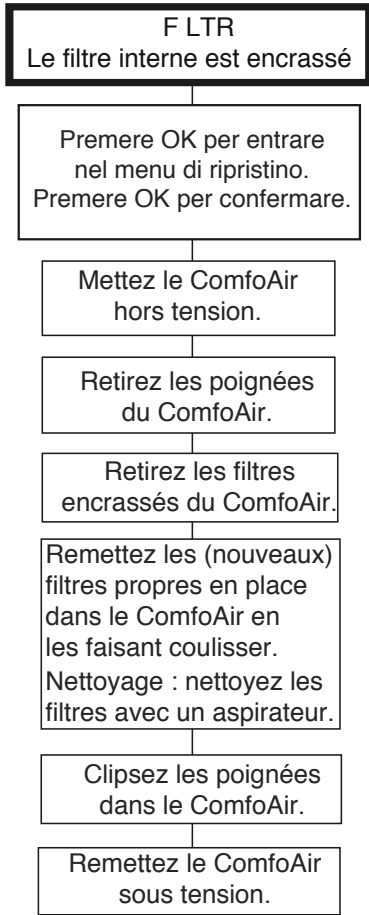 F LTR
Le filtre interne est encrassé
Premere OK per entrare
nel menu di ripristino.
Premere OK per confermare.
Mettez le ComfoAir
hors tension.
Retirez les poignées
du ComfoAir.
Retirez les filtres
encrassés du ComfoAir.
Remettez les (nouveaux)
filtres propres en place
dans le ComfoAir en
les faisant coulisser.
Nettoyage : nettoyez les
filtres avec un aspirateur.
Clipsez les poignées
dans le ComfoAir.
Remettez le ComfoAir
sous tension.